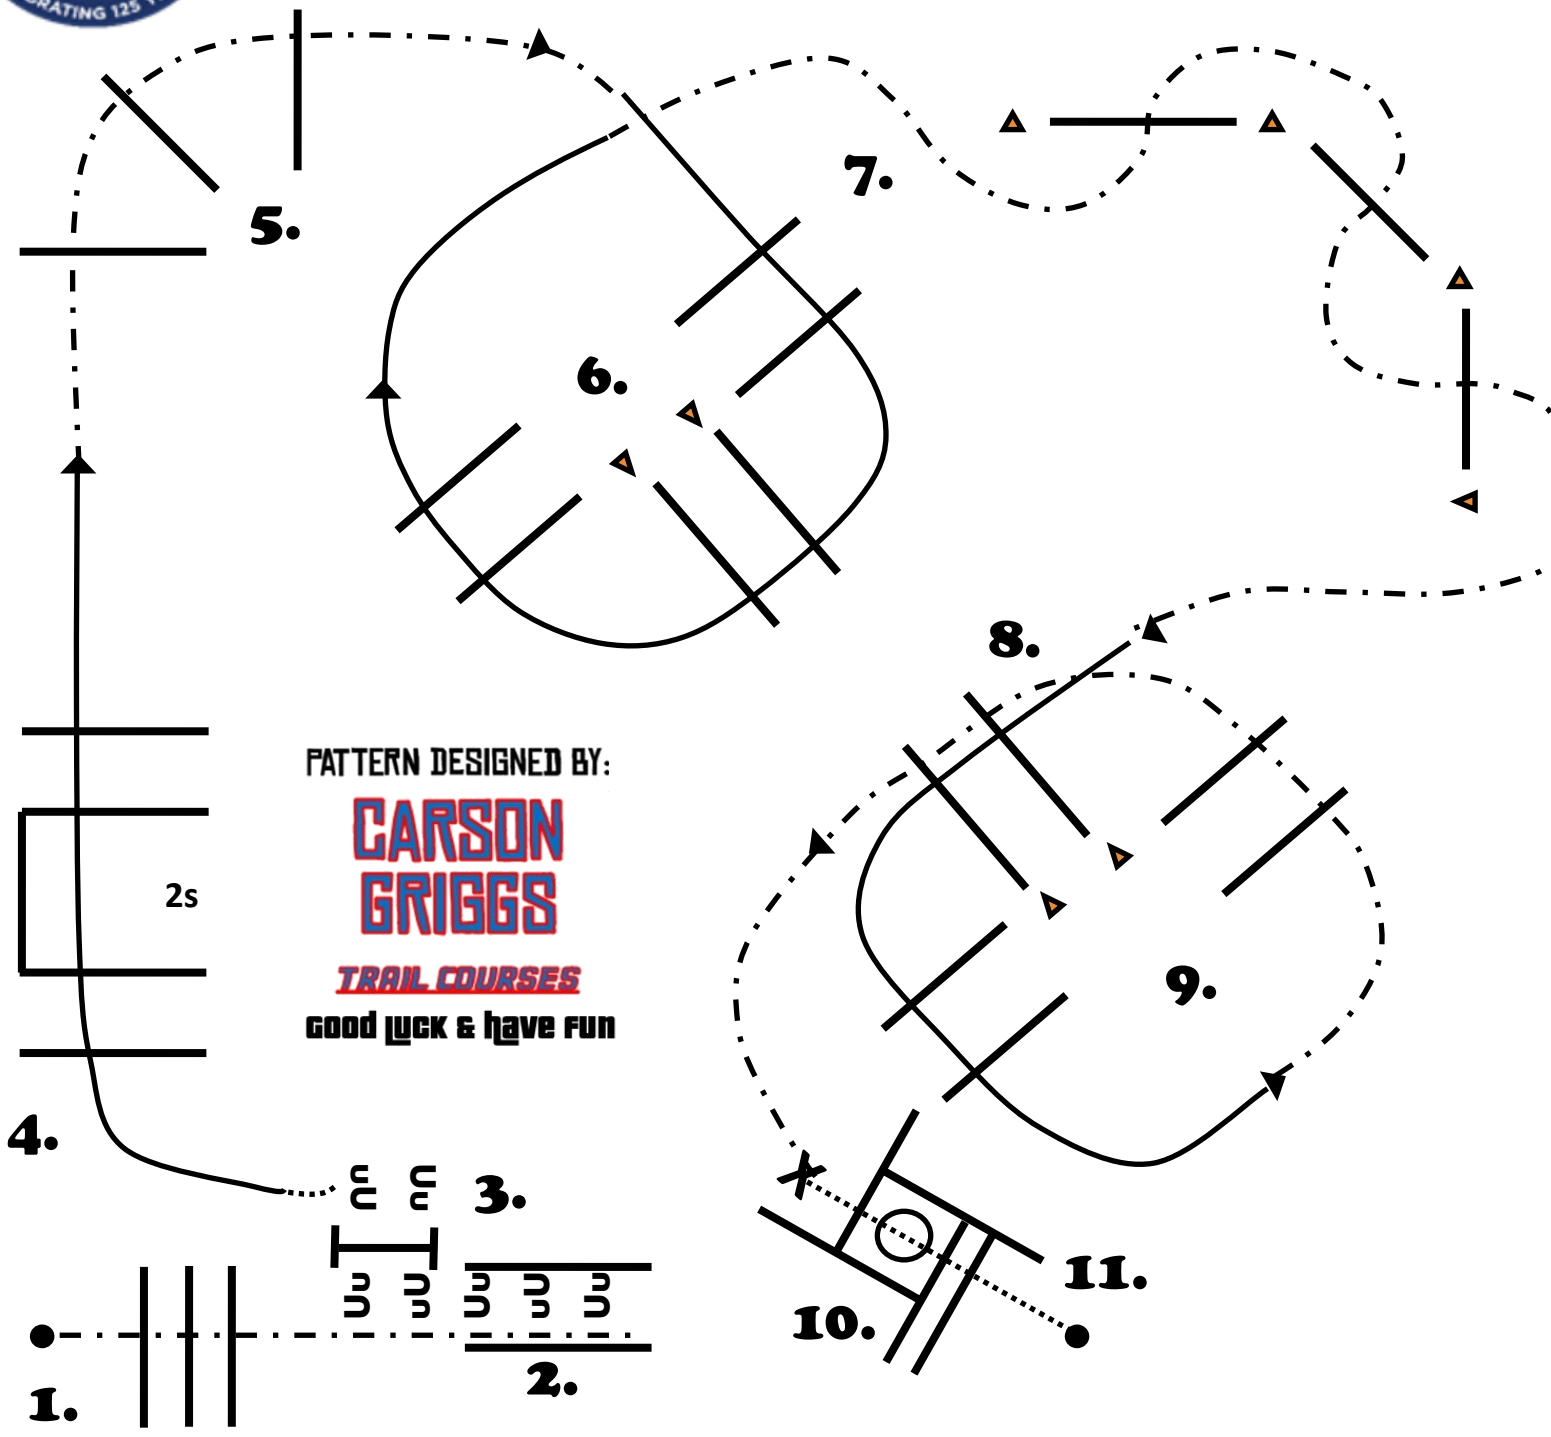 RATING 125 Y
5.
7.
6.
8.
PATTERN DESIGNED BY:
CARSON
GRIGGS
TRAIL COURSES
GOOD LUCK & HAVE FUN
2s
9.
4.
3.
11.
10.
2.
1.
X